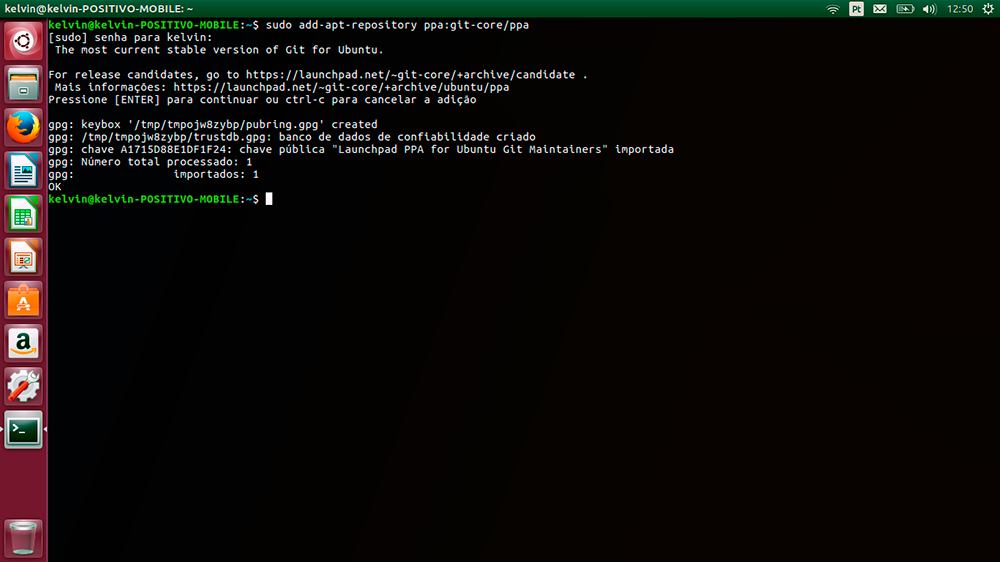 kelvin@kelvin-POSITIVO-MOBILE: ~
Pt
12:50
kelvin@kelvin-POSITIVO-MOBILE:~$ sudo add-apt-repository ppa:git-core/ppa
[sudo] senha para kelvin:
 The most current stable version of Git for Ubuntu.
For release candidates, go to https://launchpad.net/~git-core/+archive/candidate .
 Mais informações: https://launchpad.net/~git-core/+archive/ubuntu/ppa
Pressione [ENTER] para continuar ou ctrl-c para cancelar a adição
gpg: keybox '/tmp/tmpojw8zybp/pubring.gpg' created
gpg: /tmp/tmpojw8zybp/trustdb.gpg: banco de dados de confiabilidade criado
gpg: chave A1715D88E1DF1F24: chave pública "Launchpad PPA for Ubuntu Git Maintainers" importada
gpg: Número total processado: 1
gpg:               importados: 1
OK
kelvin@kelvin-POSITIVO-MOBILE:~$